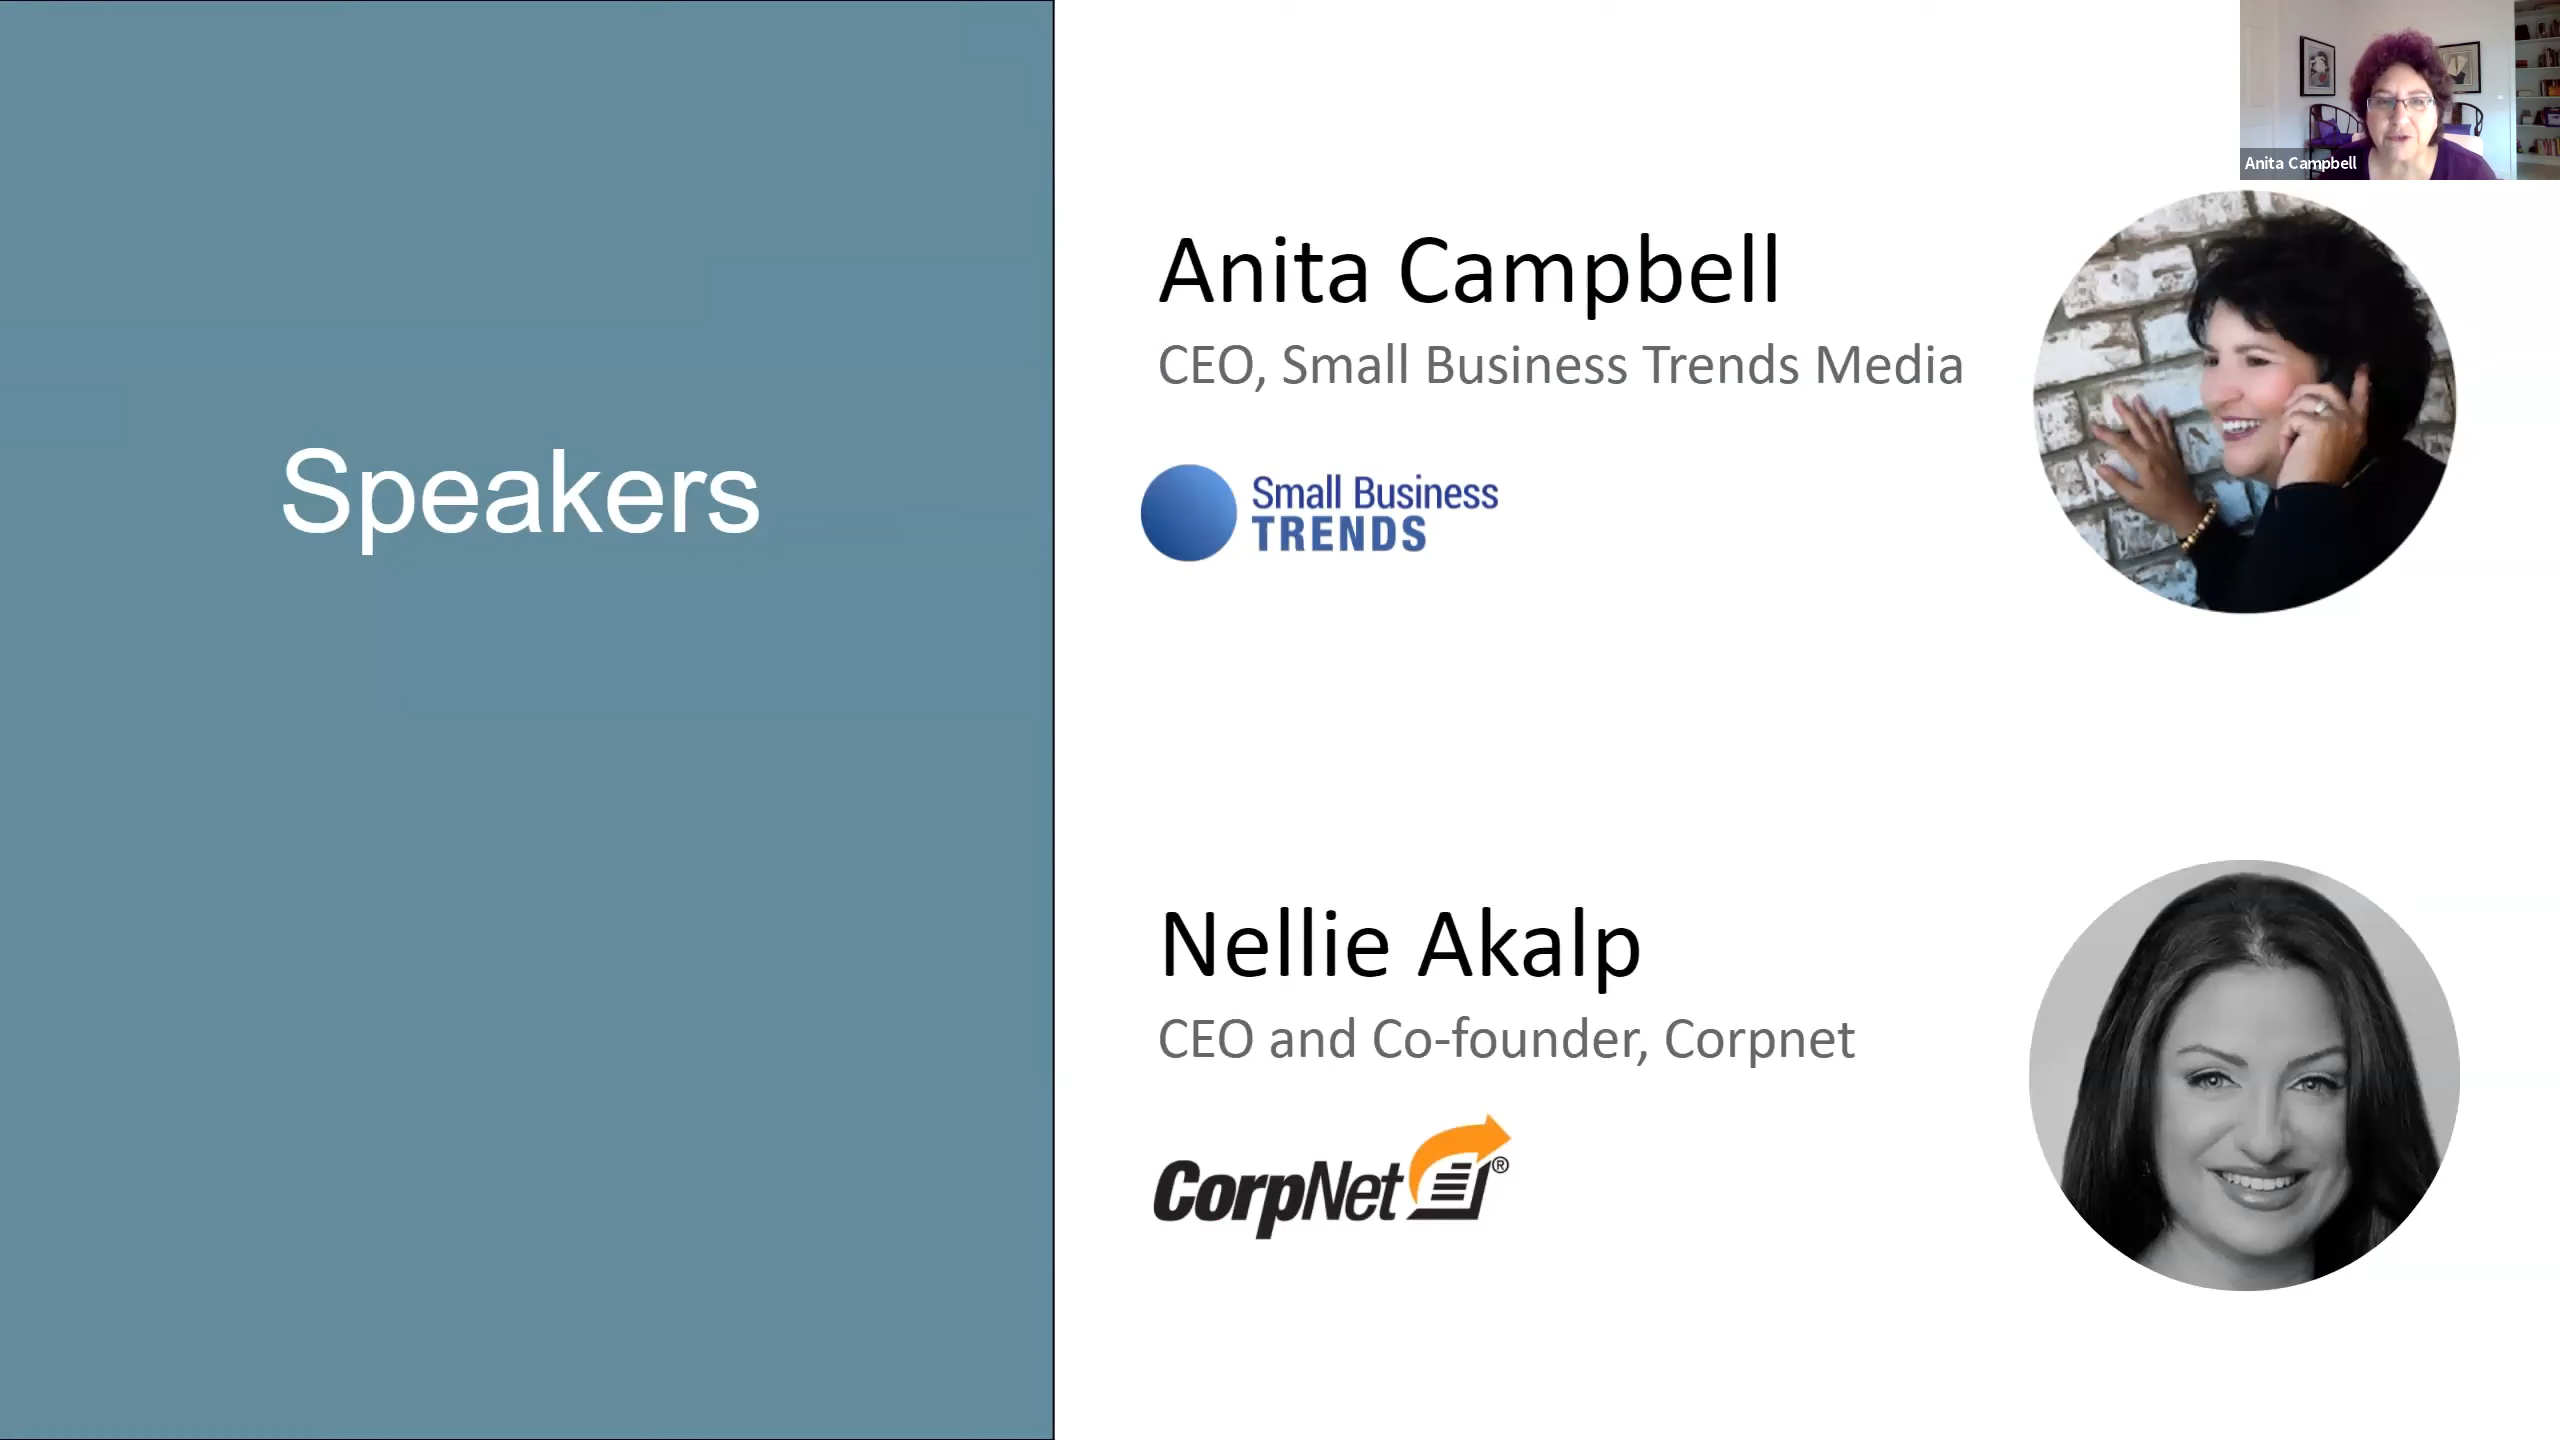 Speakers
Anita Campbell
Anita Campbell
CEO, Small Business Trends Media
Small Business
TRENDS
Nellie Akalp
CEO and Co-founder, Corpnet
CorpNet®